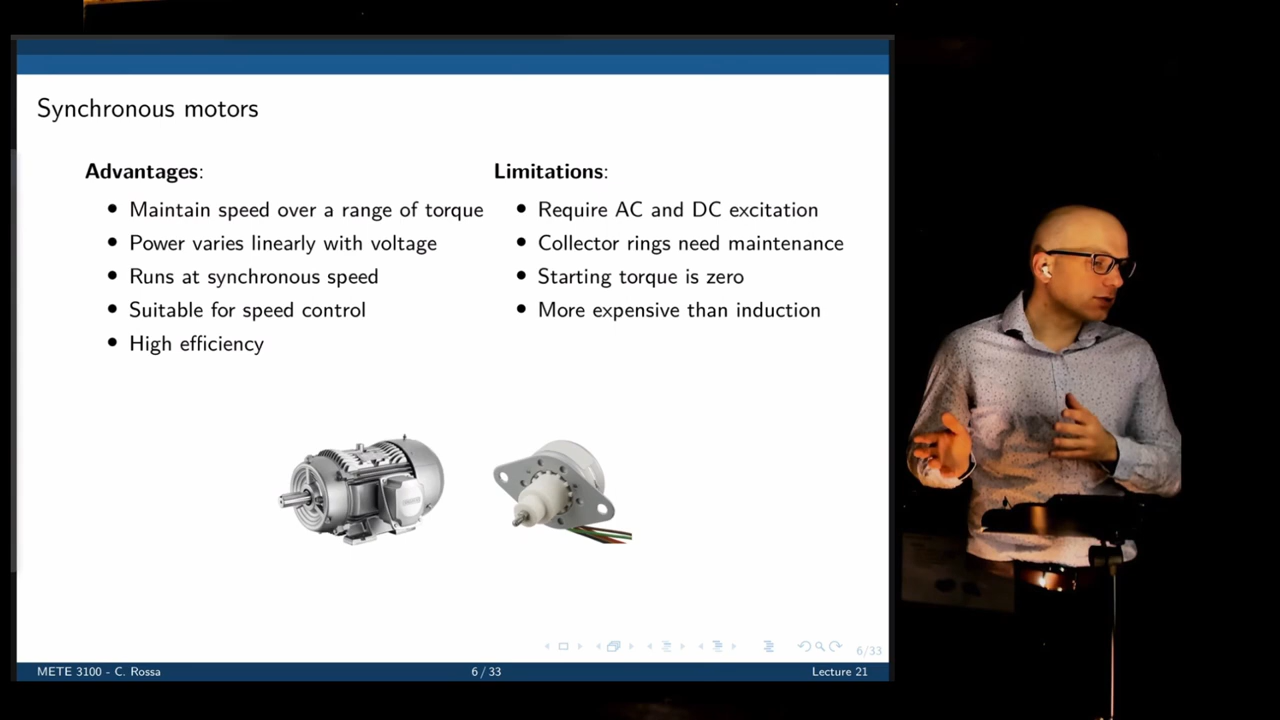 Synchronous motors
Advantages:
• Maintain speed over a range of torque
• Power varies linearly with voltage
• Runs at synchronous speed
• Suitable for speed control
• High efficiency
Limitations:
• Require AC and DC excitation
• Collector rings need maintenance
• Starting torque is zero
• More expensive than induction
6/33
METE 3100 - C. Rossa
6 / 33
Lecture 21